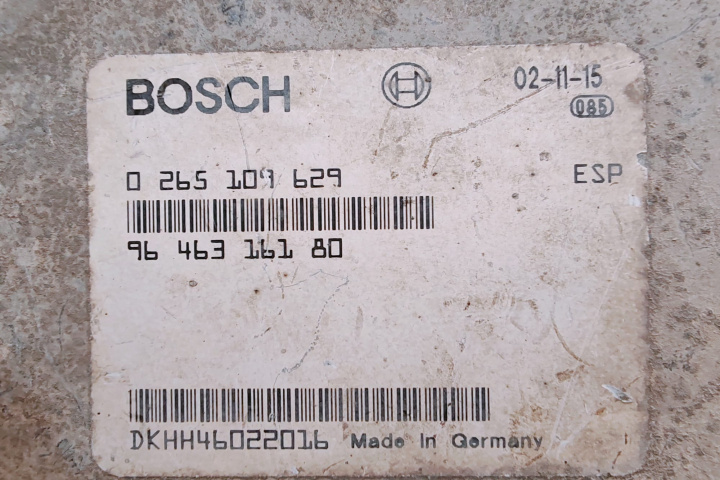 BOSCH 02-11-15
085
0 265 109 629 ESP
96 463 161 80
DKHH46022016 Made in Germany